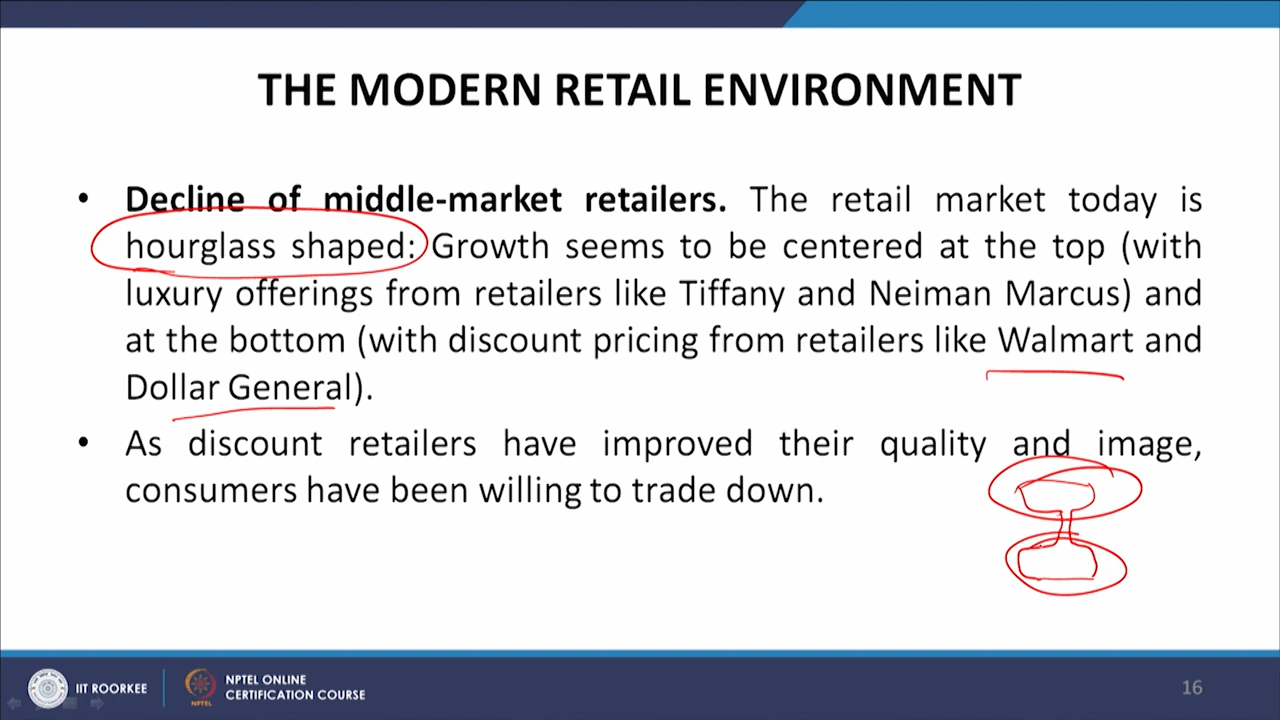 THE MODERN RETAIL ENVIRONMENT
• Decline of middle-market retailers. The retail market today is
hourglass shaped: Growth seems to be centered at the top (with
luxury offerings from retailers like Tiffany and Neiman Marcus) and
at the bottom (with discount pricing from retailers like Walmart and
Dollar General).
• As discount retailers have improved their quality and image,
consumers have been willing to trade down.
IIT ROORKEE
NPTEL
NPTEL ONLINE
CERTIFICATION COURSE
16